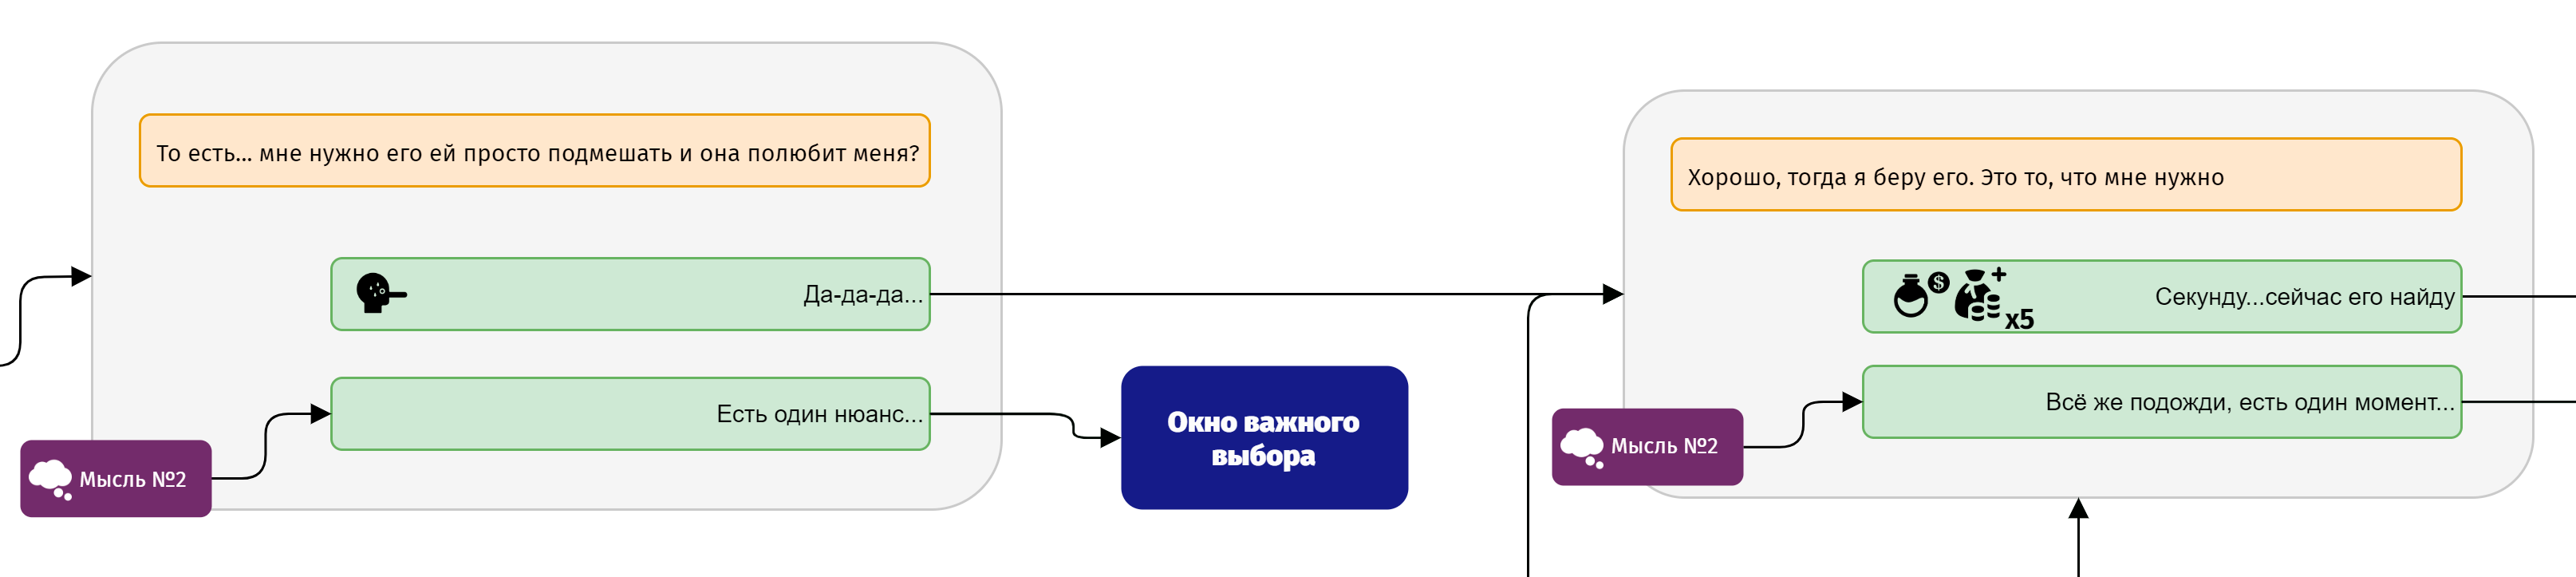 То есть... мне нужно его ей просто подмешать и она полюбит меня?
Да-да-да...
Есть один нюанс...
Мысль №2
Окно важного
выбора
Хорошо, тогда я беру его. Это то, что мне нужно
$
x5
Секунду...сейчас его найду
Всё же подожди, есть один момент...
Мысль №2